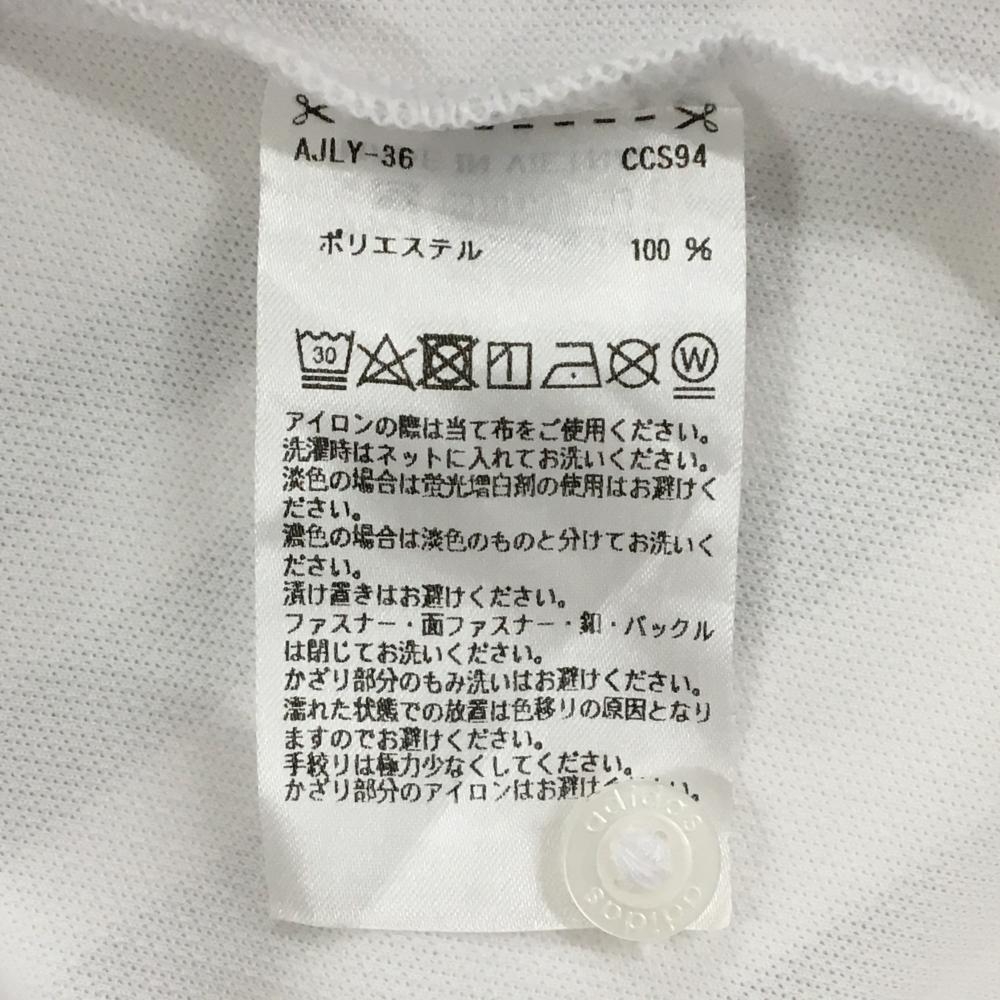 AJLY-36 CCS94
ポリエステル 100 %
30 W
アイロンの際は当て布をご使用ください。
洗濯時はネットに入れてお洗いください。
淡色の場合は蛍光増白剤の使用はお避けく
ださい。
濃色の場合は淡色のものと分けてお洗いく
ださい。
漬け置きはお避けください。
ファスナー・面ファスナー・釦・バックル
は閉じてお洗いください。
かざり部分のもみ洗いはお避けください。
濡れた状態での放置は色移りの原因となり
ますのでお避けください。
手絞りは極力少なくしてください。
かざり部分のアイロンはお避けください。
adidas
adidas